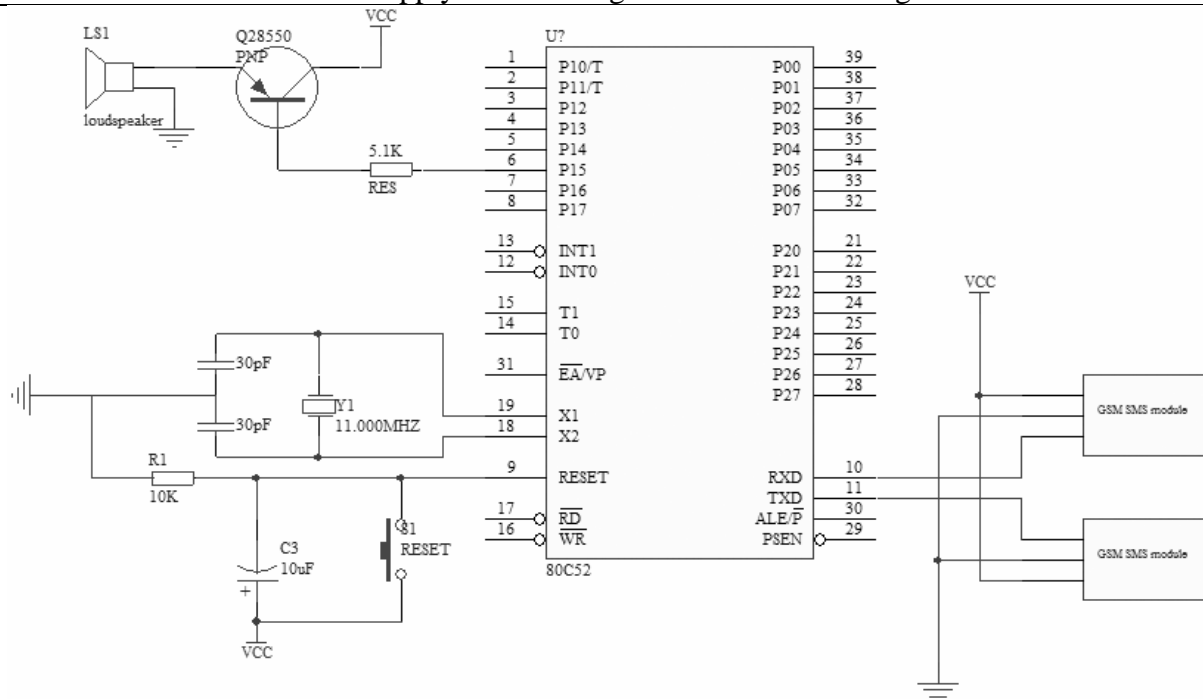 VCC
LS1
Q28550
PNP
loudspeaker
5.1K
RES
U?
1 P10/T P00 39
2 P11/T P01 38
3 P12 P02 37
4 P13 P03 36
5 P14 P04 35
6 P15 P05 34
7 P16 P06 33
8 P17 P07 32
13 INT1 P20 21
12 INT0 P21 22
P22 23
15 T1 P23 24
14 T0 P24 25
P25 26
31 EA/VP P26 27
P27 28
19 X1
18 X2
9 RESET RXD 10
TXD 11
17 RD ALE/P 30
16 WR PSEN 29
80C52
30pF
30pF
Y1
11.000MHZ
R1
10K
C3
10uF
+
S1
RESET
VCC
VCC
GSM SMS module
GSM SMS module